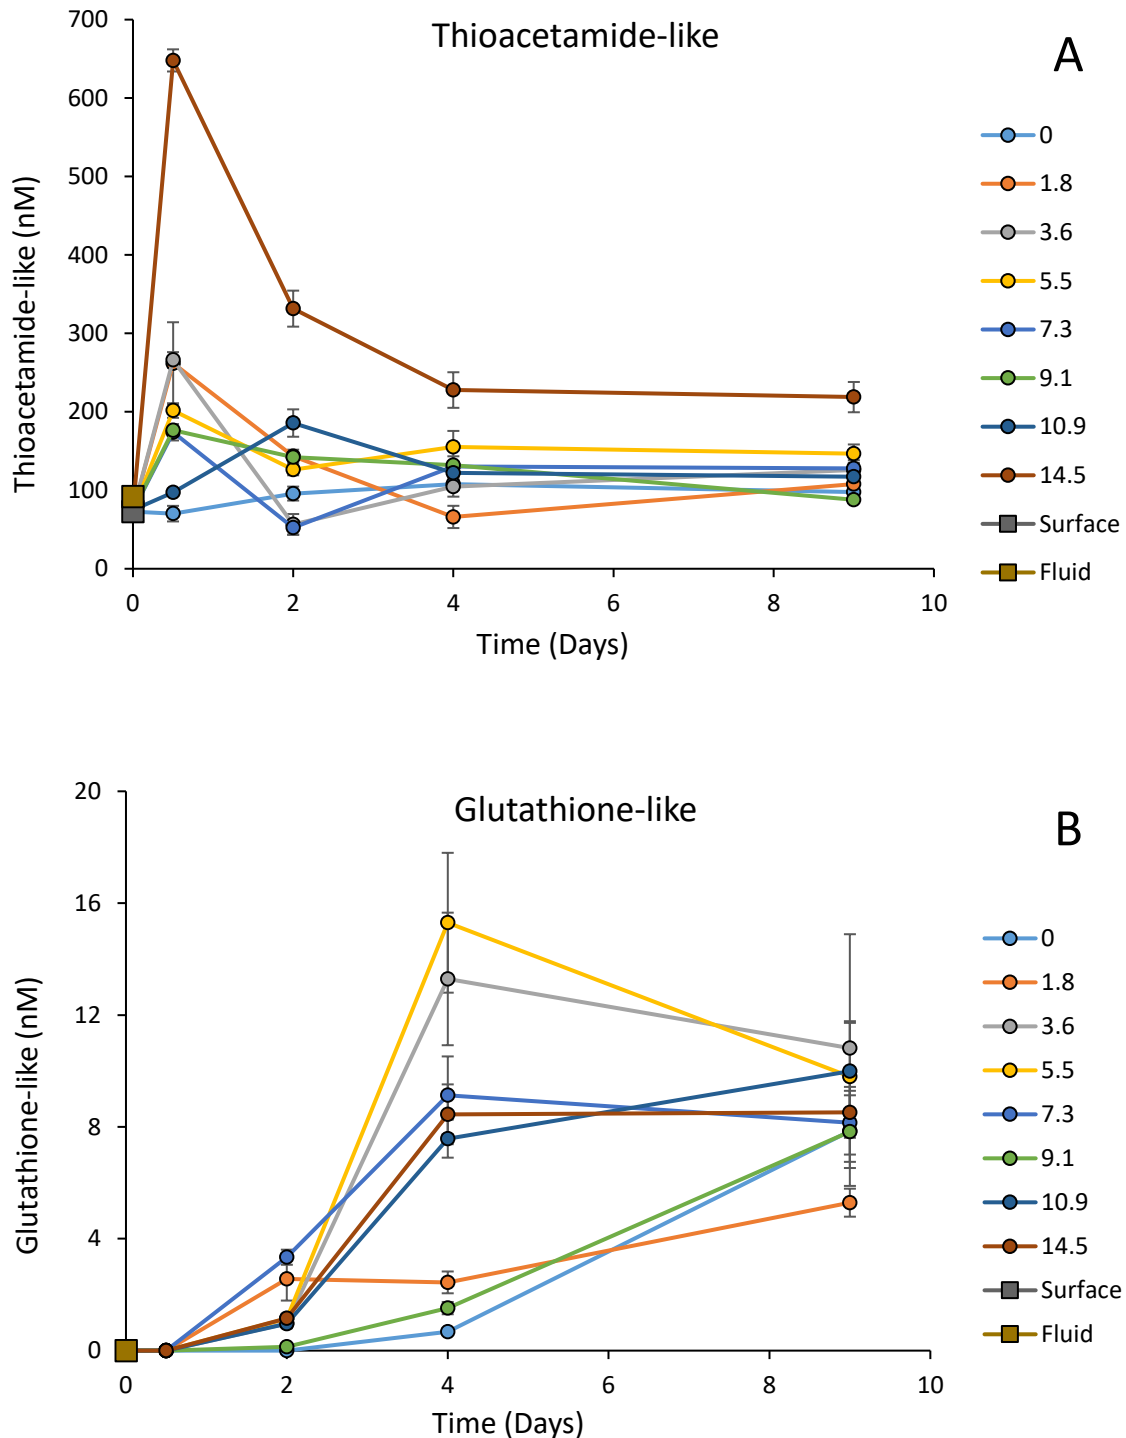 Thioacetamide-like
A
Thioacetamide-like (nM)
700
600
500
400
300
200
100
0
0 2 4 6 8 10
Time (Days)
0
1.8
3.6
5.5
7.3
9.1
10.9
14.5
Surface
Fluid
Glutathione-like
B
Glutathione-like (nM)
20
16
12
8
4
0
0 2 4 6 8 10
Time (Days)
0
1.8
3.6
5.5
7.3
9.1
10.9
14.5
Surface
Fluid